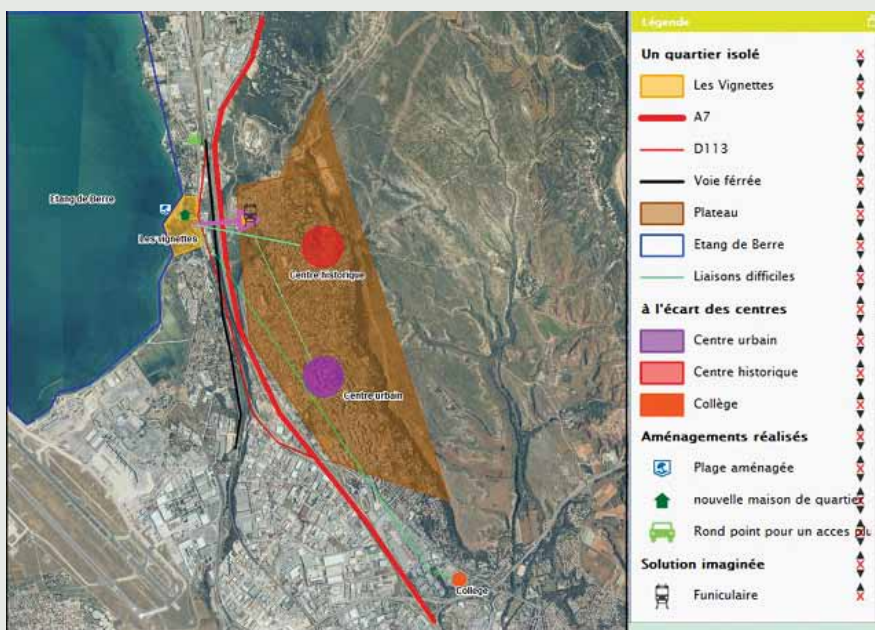 Etang de Berre
Les vignettes
Centre historique
Centre urbain
Collège
Légende
Un quartier isolé
Les Vignettes
A7
D113
Voie férrée
Plateau
Etang de Berre
Liaisons difficiles
à l'écart des centres
Centre urbain
Centre historique
Collège
Aménagements réalisés
Plage aménagée
nouvelle maison de quartier
Rond point pour un acces plu
Solution imaginée
Funiculaire